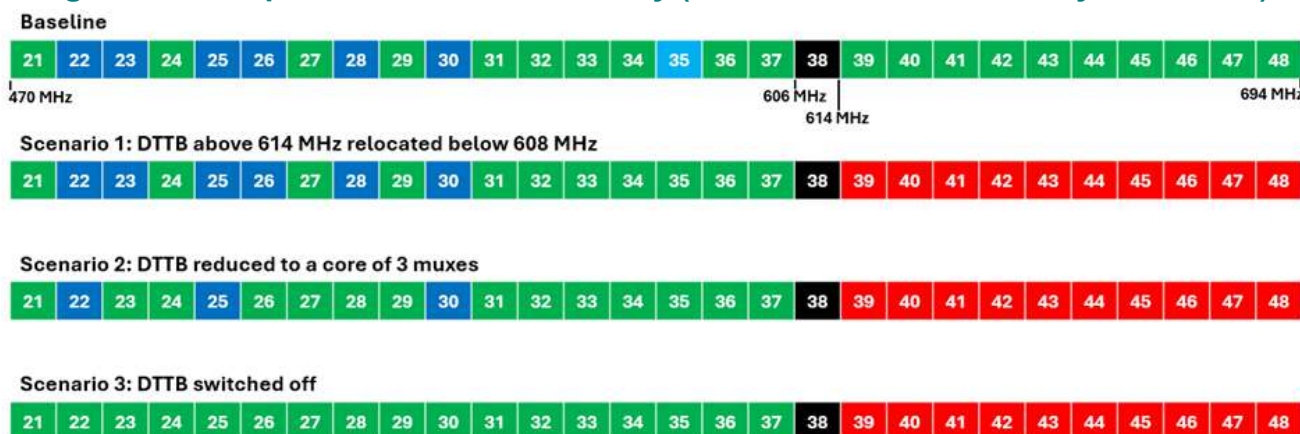 Baseline
21 22 23 24 25 26 27 28 29 30 31 32 33 34 35 36 37 38 39 40 41 42 43 44 45 46 47 48
470 MHz 606 MHz 694 MHz
614 MHz
Scenario 1: DTTB above 614 MHz relocated below 608 MHz
21 22 23 24 25 26 27 28 29 30 31 32 33 34 35 36 37 38 39 40 41 42 43 44 45 46 47 48
Scenario 2: DTTB reduced to a core of 3 muxes
21 22 23 24 25 26 27 28 29 30 31 32 33 34 35 36 37 38 39 40 41 42 43 44 45 46 47 48
Scenario 3: DTTB switched off
21 22 23 24 25 26 27 28 29 30 31 32 33 34 35 36 37 38 39 40 41 42 43 44 45 46 47 48